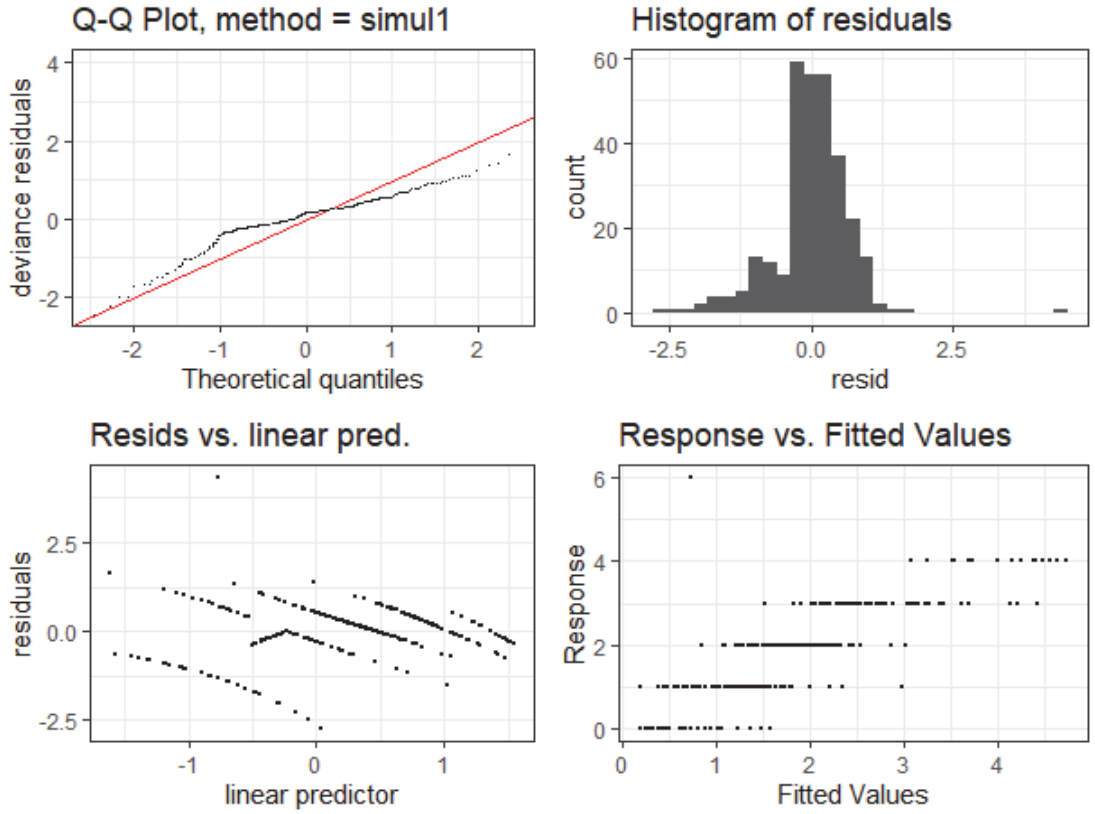 Q-Q Plot, method = simul1
4
2
0
-2
deviance residuals
-2 -1 0 1 2
Theoretical quantiles
Histogram of residuals
60
40
20
0
count
-2.5 0.0 2.5
resid
Resids vs. linear pred.
2.5
0.0
-2.5
residuals
-1 0 1
linear predictor
Response vs. Fitted Values
6
4
2
0
Response
0 1 2 3 4
Fitted Values